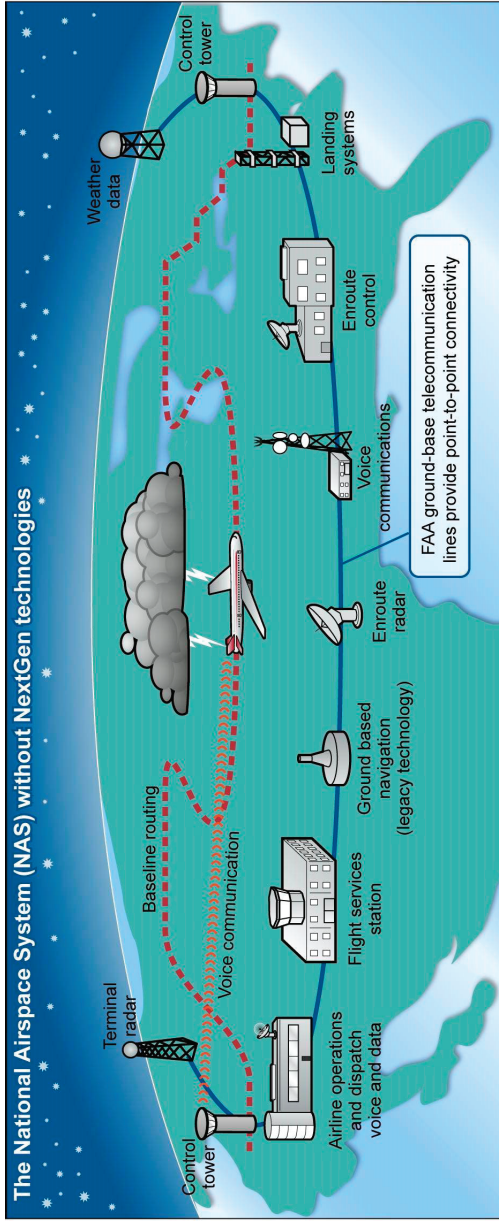 The National Airspace System (NAS) without NextGen technologies
Terminal
radar
Control
tower
Baseline routing
Voice communication
Weather
data
Control
tower
Airline operations
and dispatch
voice and data
Flight services
station
Ground based
navigation
(legacy technology)
Enroute
radar
Voice
communications
Enroute
control
Landing
systems
FAA ground-base telecommunication
lines provide point-to-point connectivity